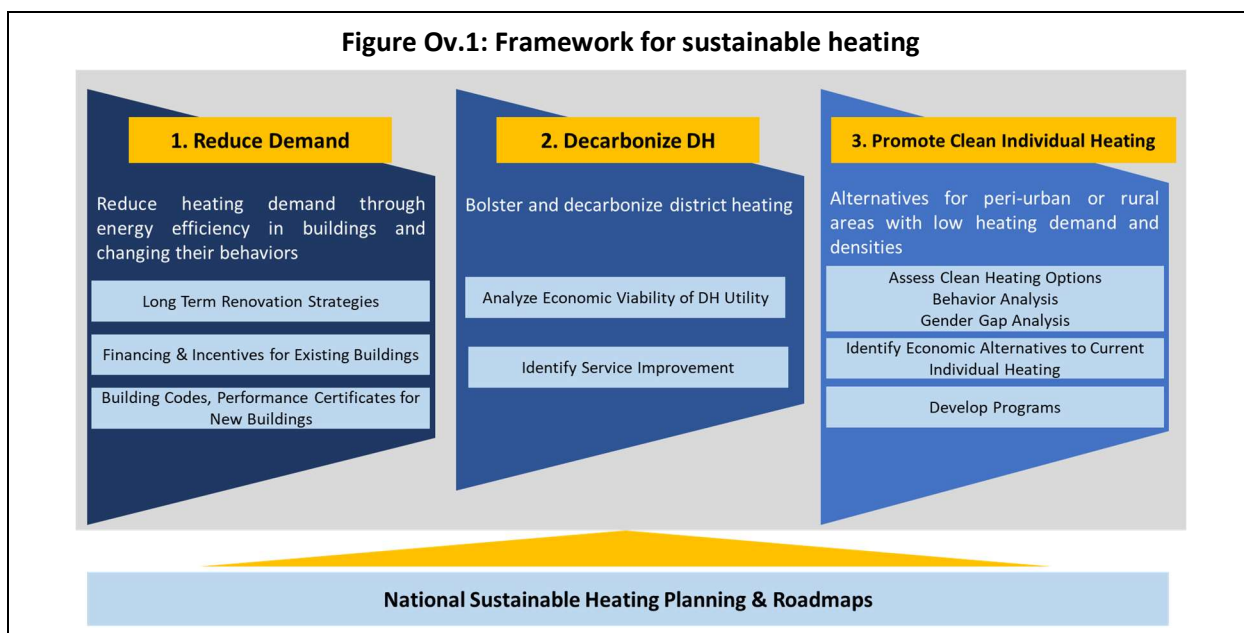 Figure Ov.1: Framework for sustainable heating
1. Reduce Demand
Reduce heating demand through
energy efficiency in buildings and
changing their behaviors
Long Term Renovation Strategies
Financing & Incentives for Existing Buildings
Building Codes, Performance Certificates for
New Buildings
2. Decarbonize DH
Bolster and decarbonize district heating
Analyze Economic Viability of DH Utility
Identify Service Improvement
3. Promote Clean Individual Heating
Alternatives for peri-urban or rural
areas with low heating demand and
densities
Assess Clean Heating Options
Behavior Analysis
Gender Gap Analysis
Identify Economic Alternatives to Current
Individual Heating
Develop Programs
National Sustainable Heating Planning & Roadmaps